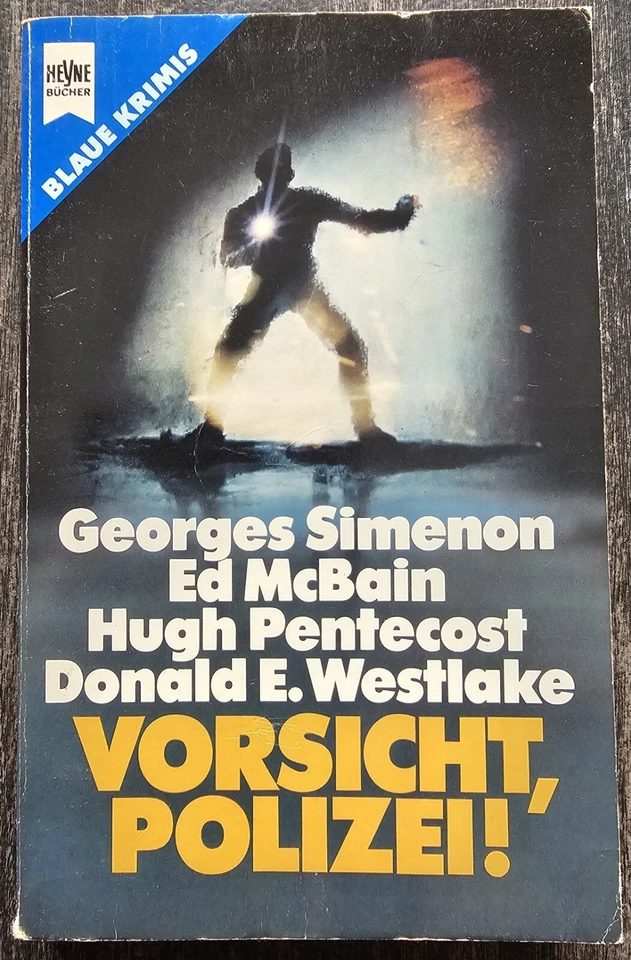 HEYNE
BÜCHER
BLAUE KRIMIS
Georges Simenon
Ed McBain
Hugh Pentecost
Donald E. Westlake
VORSICHT,
POLIZEI!